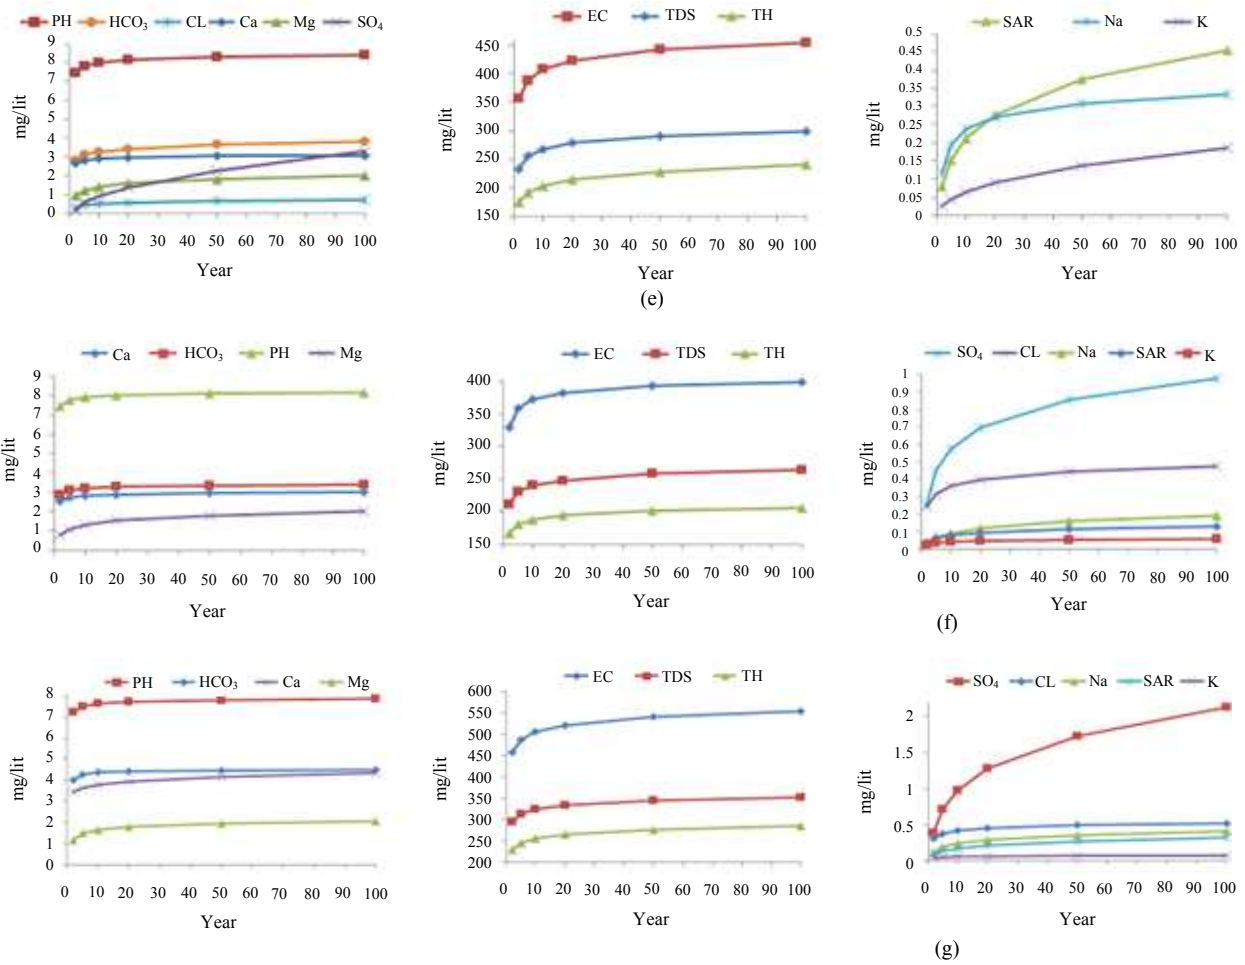 PH HCO₃ CL Ca Mg SO₄
9
8
7
6
5
4
3
2
1
0
mg/lit
0 10 20 30 40 50 60 70 80 90 100
Year
EC TDS TH
450
400
350
300
250
200
150
mg/lit
0 10 20 30 40 50 60 70 80 90 100
Year
SAR Na K
0.5
0.45
0.4
0.35
0.3
0.25
0.2
0.15
0.1
0.05
0
mg/lit
0 10 20 30 40 50 60 70 80 90 100
Year
(e)
Ca HCO₃ PH Mg
9
8
7
6
5
4
3
2
1
0
mg/lit
0 10 20 30 40 50 60 70 80 90 100
Year
EC TDS TH
400
350
300
250
200
150
mg/lit
0 10 20 30 40 50 60 70 80 90 100
Year
SO₄ CL Na SAR K
1
0.9
0.8
0.7
0.6
0.5
0.4
0.3
0.2
0.1
0
mg/lit
0 10 20 30 40 50 60 70 80 90 100
Year
(f)
PH HCO₃ Ca Mg
8
7
6
5
4
3
2
1
0
mg/lit
0 10 20 30 40 50 60 70 80 90 100
Year
EC TDS TH
600
550
500
450
400
350
300
250
200
mg/lit
0 10 20 30 40 50 60 70 80 90 100
Year
SO₄ CL Na SAR K
2
1.5
1
0.5
0
mg/lit
0 10 20 30 40 50 60 70 80 90 100
Year
(g)